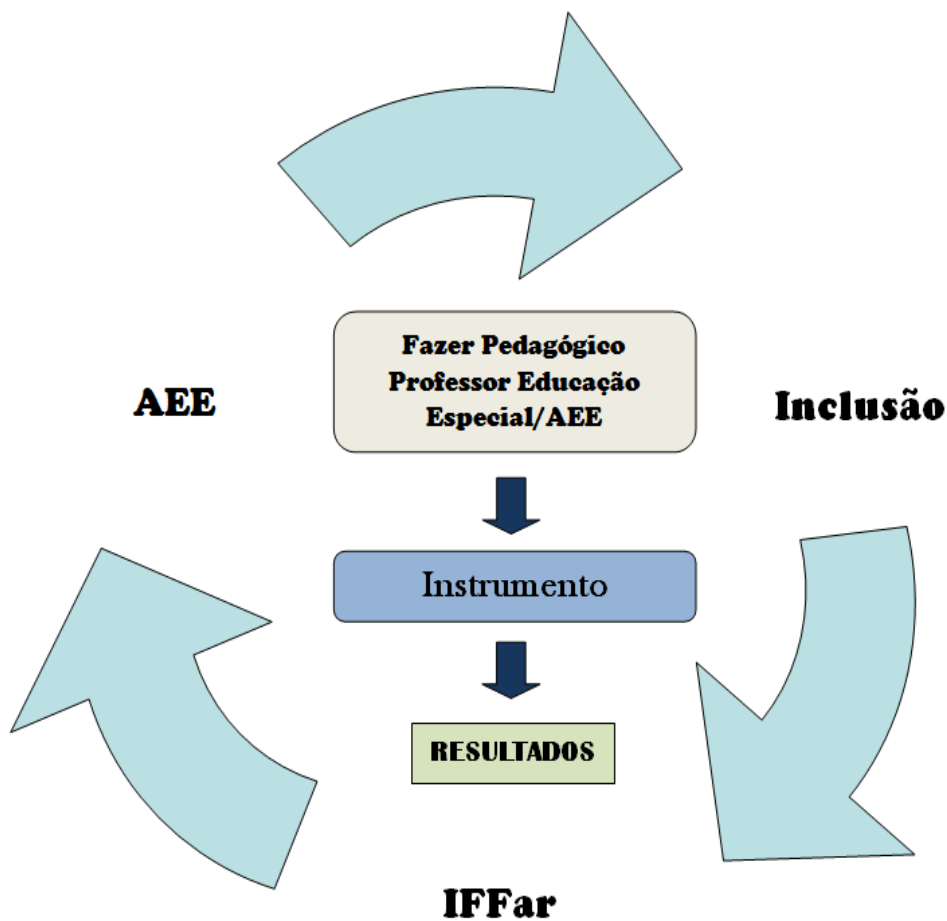 Fazer Pedagógico
Professor Educação
Especial/AEE
AEE
Inclusão
Instrumento
RESULTADOS
IFFar